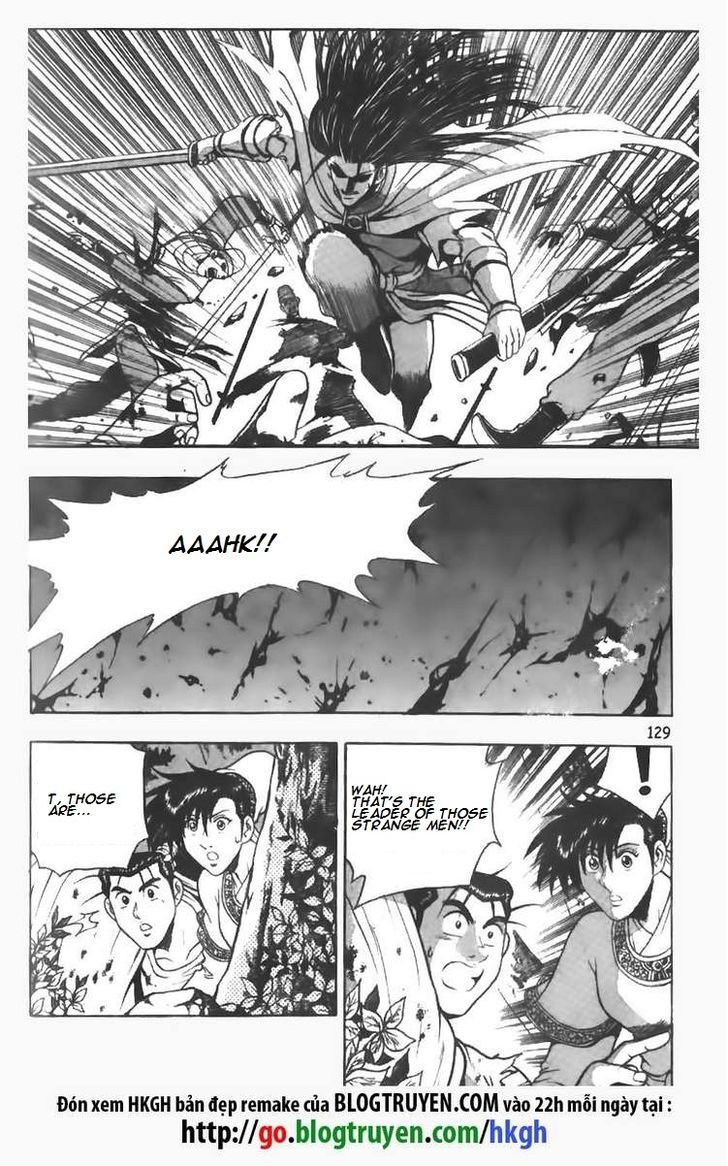 AAAHK!!
129
T, THOSE
ARE...
WAH!
THAT'S THE
LEADER OF THOSE
STRANGE MEN!!
!
Đón xem HKGH bản đẹp remake của BLOGTRUYEN.COM vào 22h mỗi ngày tại :
http://go.blogtruyen.com/hkgh